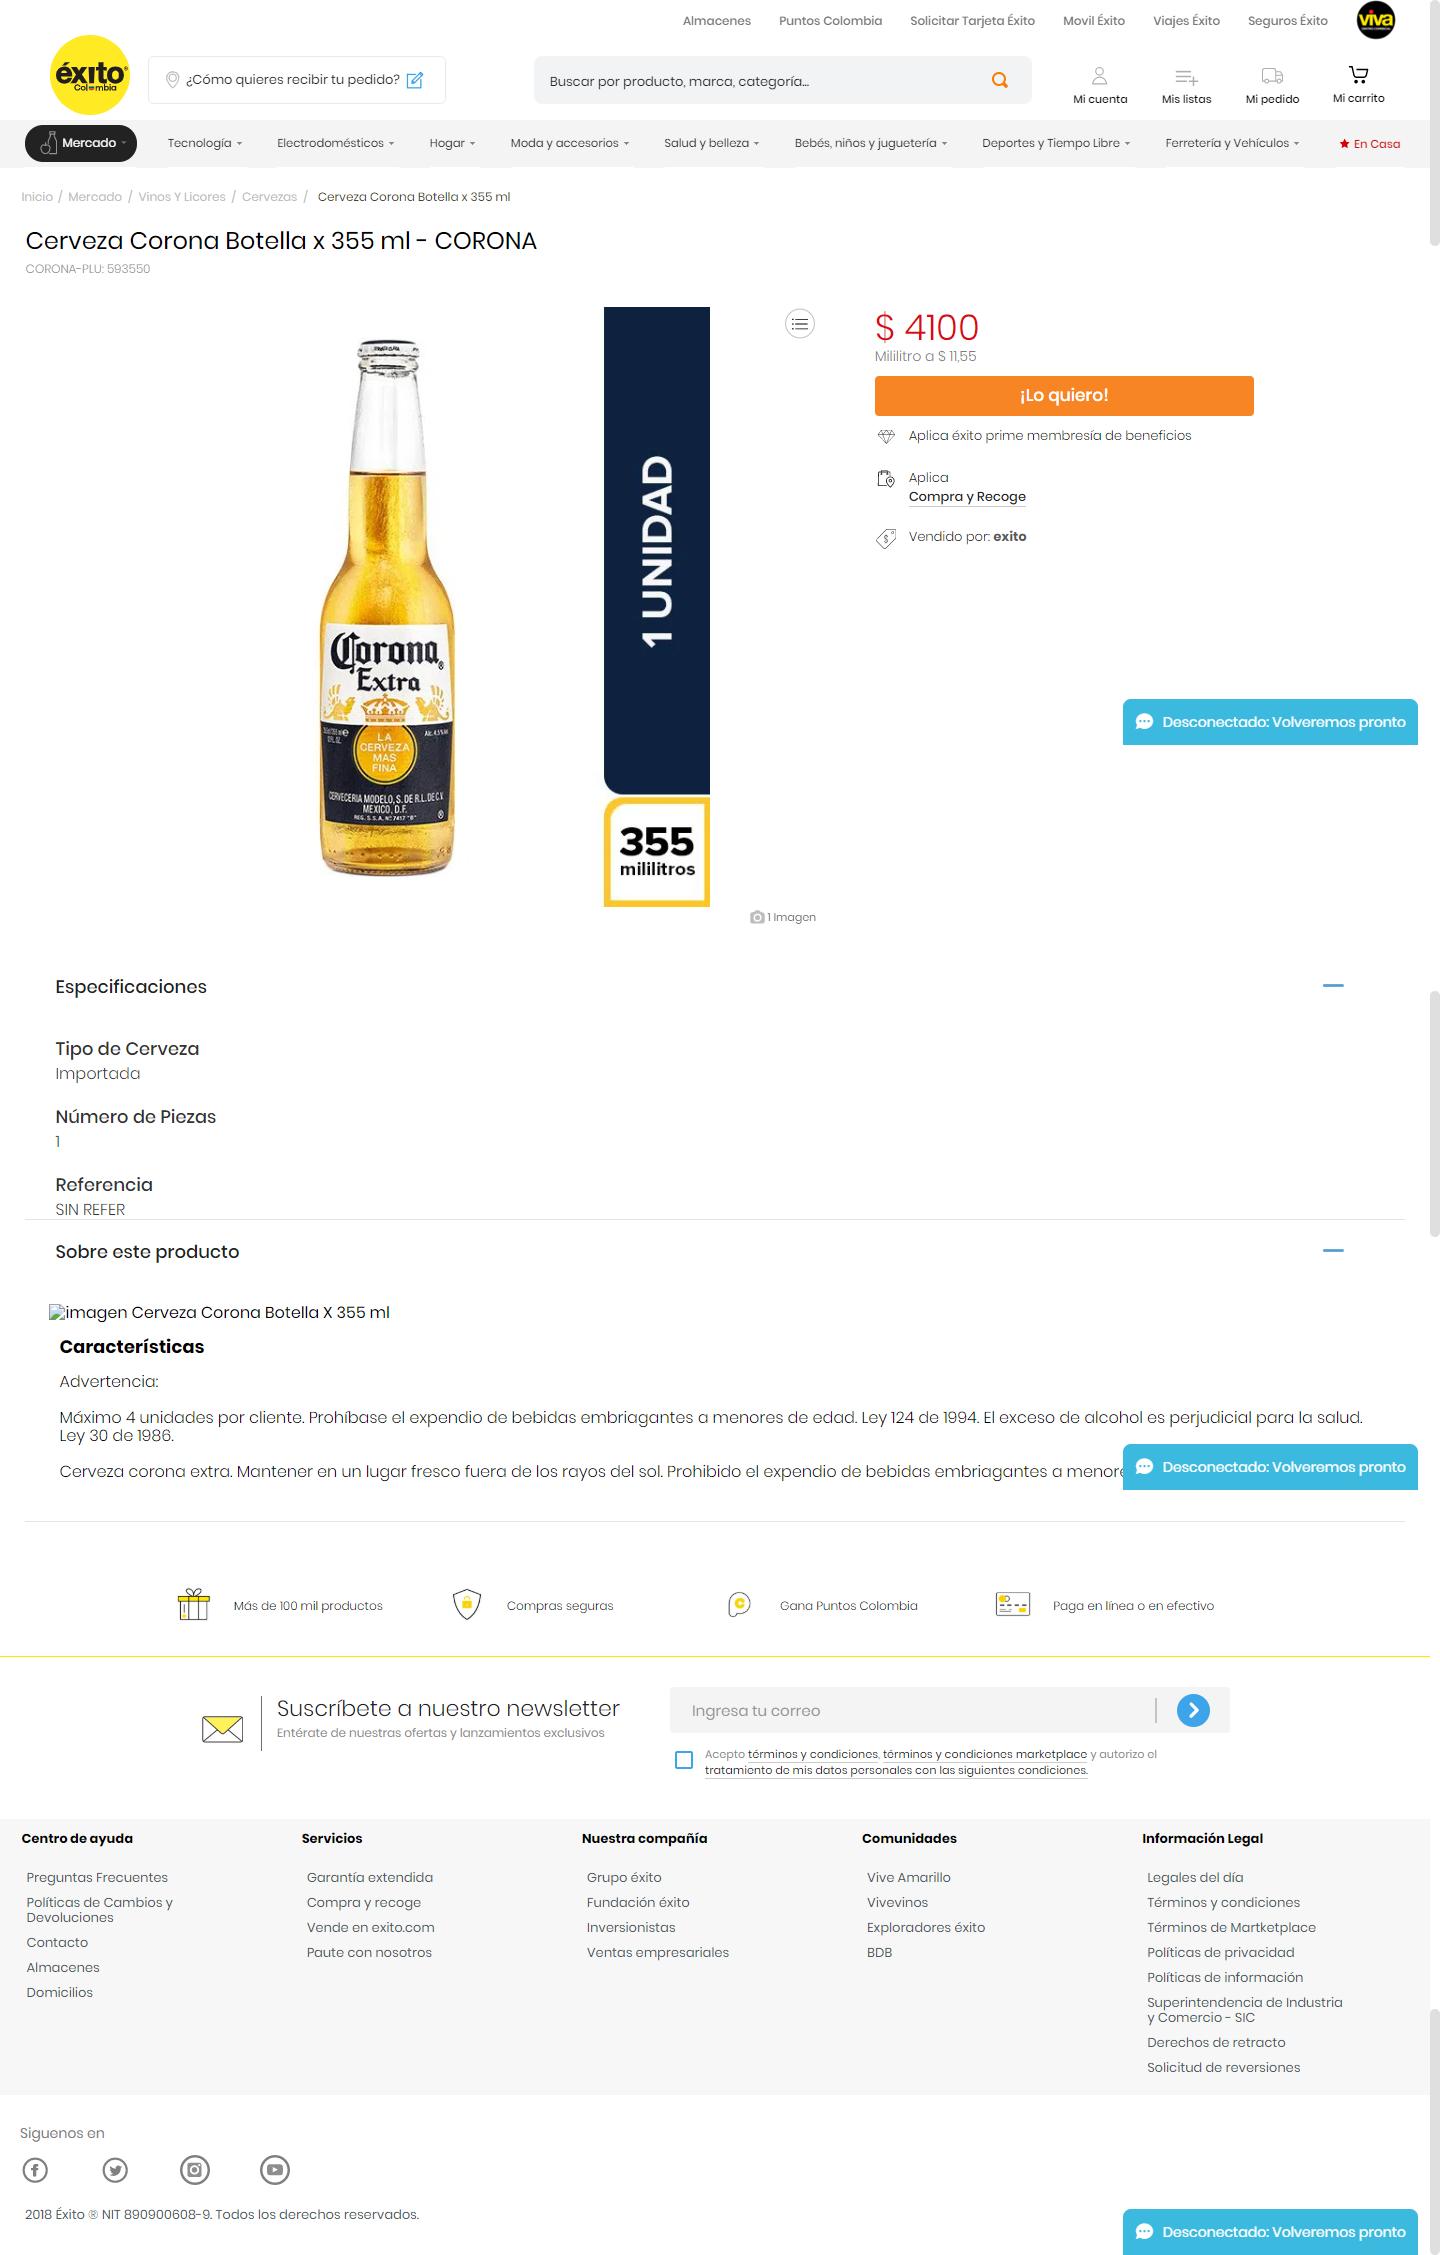 Almacenes Puntos Colombia Solicitar Tarjeta Éxito Movil Éxito Viajes Éxito Seguros Éxito viva
éxito
Colombia
¿Cómo quieres recibir tu pedido?
Buscar por producto, marca, categoría...
Mi cuenta Mis listas Mi pedido Mi carrito
Mercado Tecnología Electrodomésticos Hogar Moda y accesorios Salud y belleza Bebés, niños y juguetería Deportes y Tiempo Libre Ferretería y Vehículos En Casa
Inicio / Mercado / Vinos Y Licores / Cervezas / Cerveza Corona Botella x 355 ml
Cerveza Corona Botella x 355 ml - CORONA
CORONA-PLU: 593550
Corona
Extra
LA
CERVEZA
MAS
FINA
CERVECERIA MODELO, S. DE R.L. DE C.V.
MEXICO, D.F.
REG. S.S.A. Nº 7417 "B"
1 UNIDAD
355
mililitros
1 Imagen
$ 4100
Mililitro a $ 11,55
¡Lo quiero!
Aplica éxito prime membresía de beneficios
Aplica
Compra y Recoge
Vendido por: exito
Desconectado: Volveremos pronto
Especificaciones
Tipo de Cerveza
Importada
Número de Piezas
1
Referencia
SIN REFER
Sobre este producto
imagen Cerveza Corona Botella X 355 ml
Características
Advertencia:
Máximo 4 unidades por cliente. Prohíbase el expendio de bebidas embriagantes a menores de edad. Ley 124 de 1994. El exceso de alcohol es perjudicial para la salud.
Ley 30 de 1986.
Cerveza corona extra. Mantener en un lugar fresco fuera de los rayos del sol. Prohibido el expendio de bebidas embriagantes a menore
Desconectado: Volveremos pronto
Más de 100 mil productos
Compras seguras
Gana Puntos Colombia
Paga en línea o en efectivo
Suscríbete a nuestro newsletter
Entérate de nuestras ofertas y lanzamientos exclusivos
Ingresa tu correo
Acepto términos y condiciones, términos y condiciones marketplace y autorizo el
tratamiento de mis datos personales con las siguientes condiciones.
Centro de ayuda
Preguntas Frecuentes
Políticas de Cambios y
Devoluciones
Contacto
Almacenes
Domicilios
Servicios
Garantía extendida
Compra y recoge
Vende en exito.com
Paute con nosotros
Nuestra compañía
Grupo éxito
Fundación éxito
Inversionistas
Ventas empresariales
Comunidades
Vive Amarillo
Vivevinos
Exploradores éxito
BDB
Información Legal
Legales del día
Términos y condiciones
Términos de Martketplace
Políticas de privacidad
Políticas de información
Superintendencia de Industria
y Comercio - SIC
Derechos de retracto
Solicitud de reversiones
Siguenos en
2018 Éxito ® NIT 890900608-9. Todos los derechos reservados.
Desconectado: Volveremos pronto